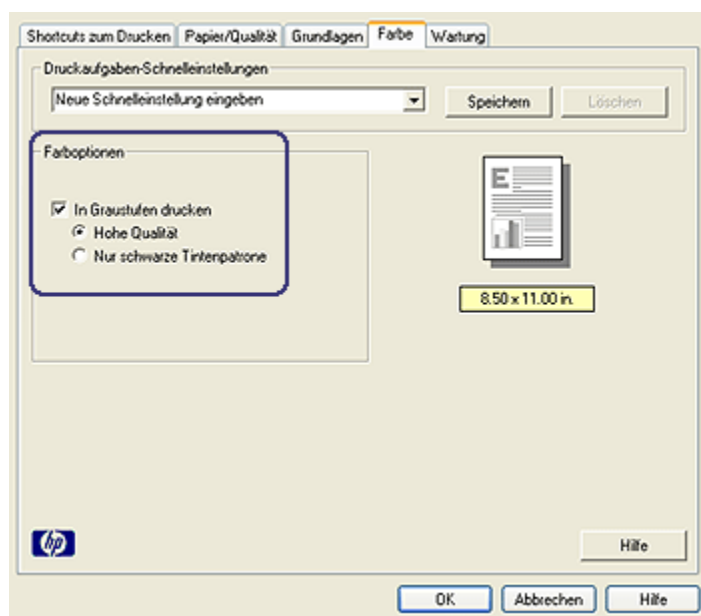 Shortcuts zum Drucken Papier/Qualität Grundlagen Farbe Wartung
Druckaufgaben-Schnelleinstellungen
Neue Schnelleinstellung eingeben Speichern Löschen
Farboptionen
In Graustufen drucken
Hohe Qualität
Nur schwarze Tintenpatrone
E
8.50 x 11.00 in.
hp Hilfe
OK Abbrechen Hilfe